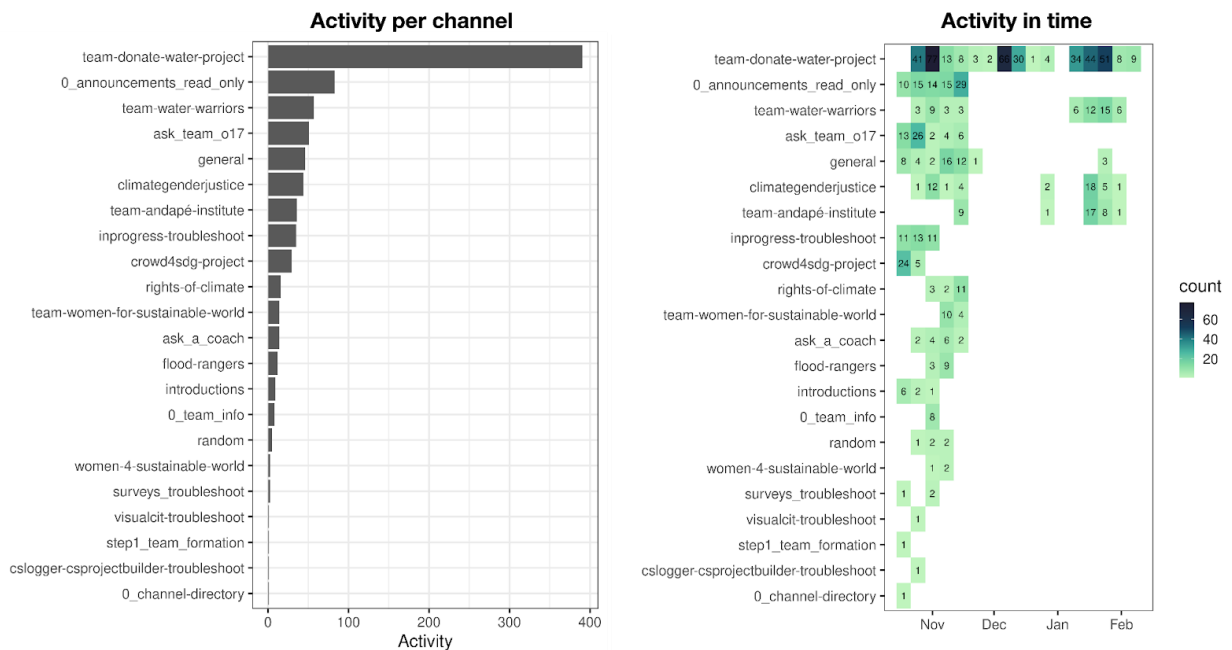 Activity per channel
team-donate-water-project
0_announcements_read_only
team-water-warriors
ask_team_o17
general
climategenderjustice
team-andapé-institute
inprogress-troubleshoot
crowd4sdg-project
rights-of-climate
team-women-for-sustainable-world
ask_a_coach
flood-rangers
introductions
0_team_info
random
women-4-sustainable-world
surveys_troubleshoot
visualcit-troubleshoot
step1_team_formation
cslogger-csprojectbuilder-troubleshoot
0_channel-directory
0 100 200 300 400
Activity
Activity in time
team-donate-water-project 41 77 13 8 3 2 66 30 1 4 34 44 51 8 9
0_announcements_read_only 10 15 14 15 29
team-water-warriors 3 9 3 3 6 12 15 6
ask_team_o17 13 26 2 4 6
general 8 4 2 16 12 1 3
climategenderjustice 1 12 1 4 2 18 5 1
team-andapé-institute 9 1 17 8 1
inprogress-troubleshoot 11 13 11
crowd4sdg-project 24 5
rights-of-climate 3 2 11
team-women-for-sustainable-world 10 4
ask_a_coach 2 4 6 2
flood-rangers 3 9
introductions 6 2 1
0_team_info 8
random 1 2 2
women-4-sustainable-world 1 2
surveys_troubleshoot 1 2
visualcit-troubleshoot 1
step1_team_formation 1
cslogger-csprojectbuilder-troubleshoot 1
0_channel-directory 1
Nov Dec Jan Feb
count
60
40
20